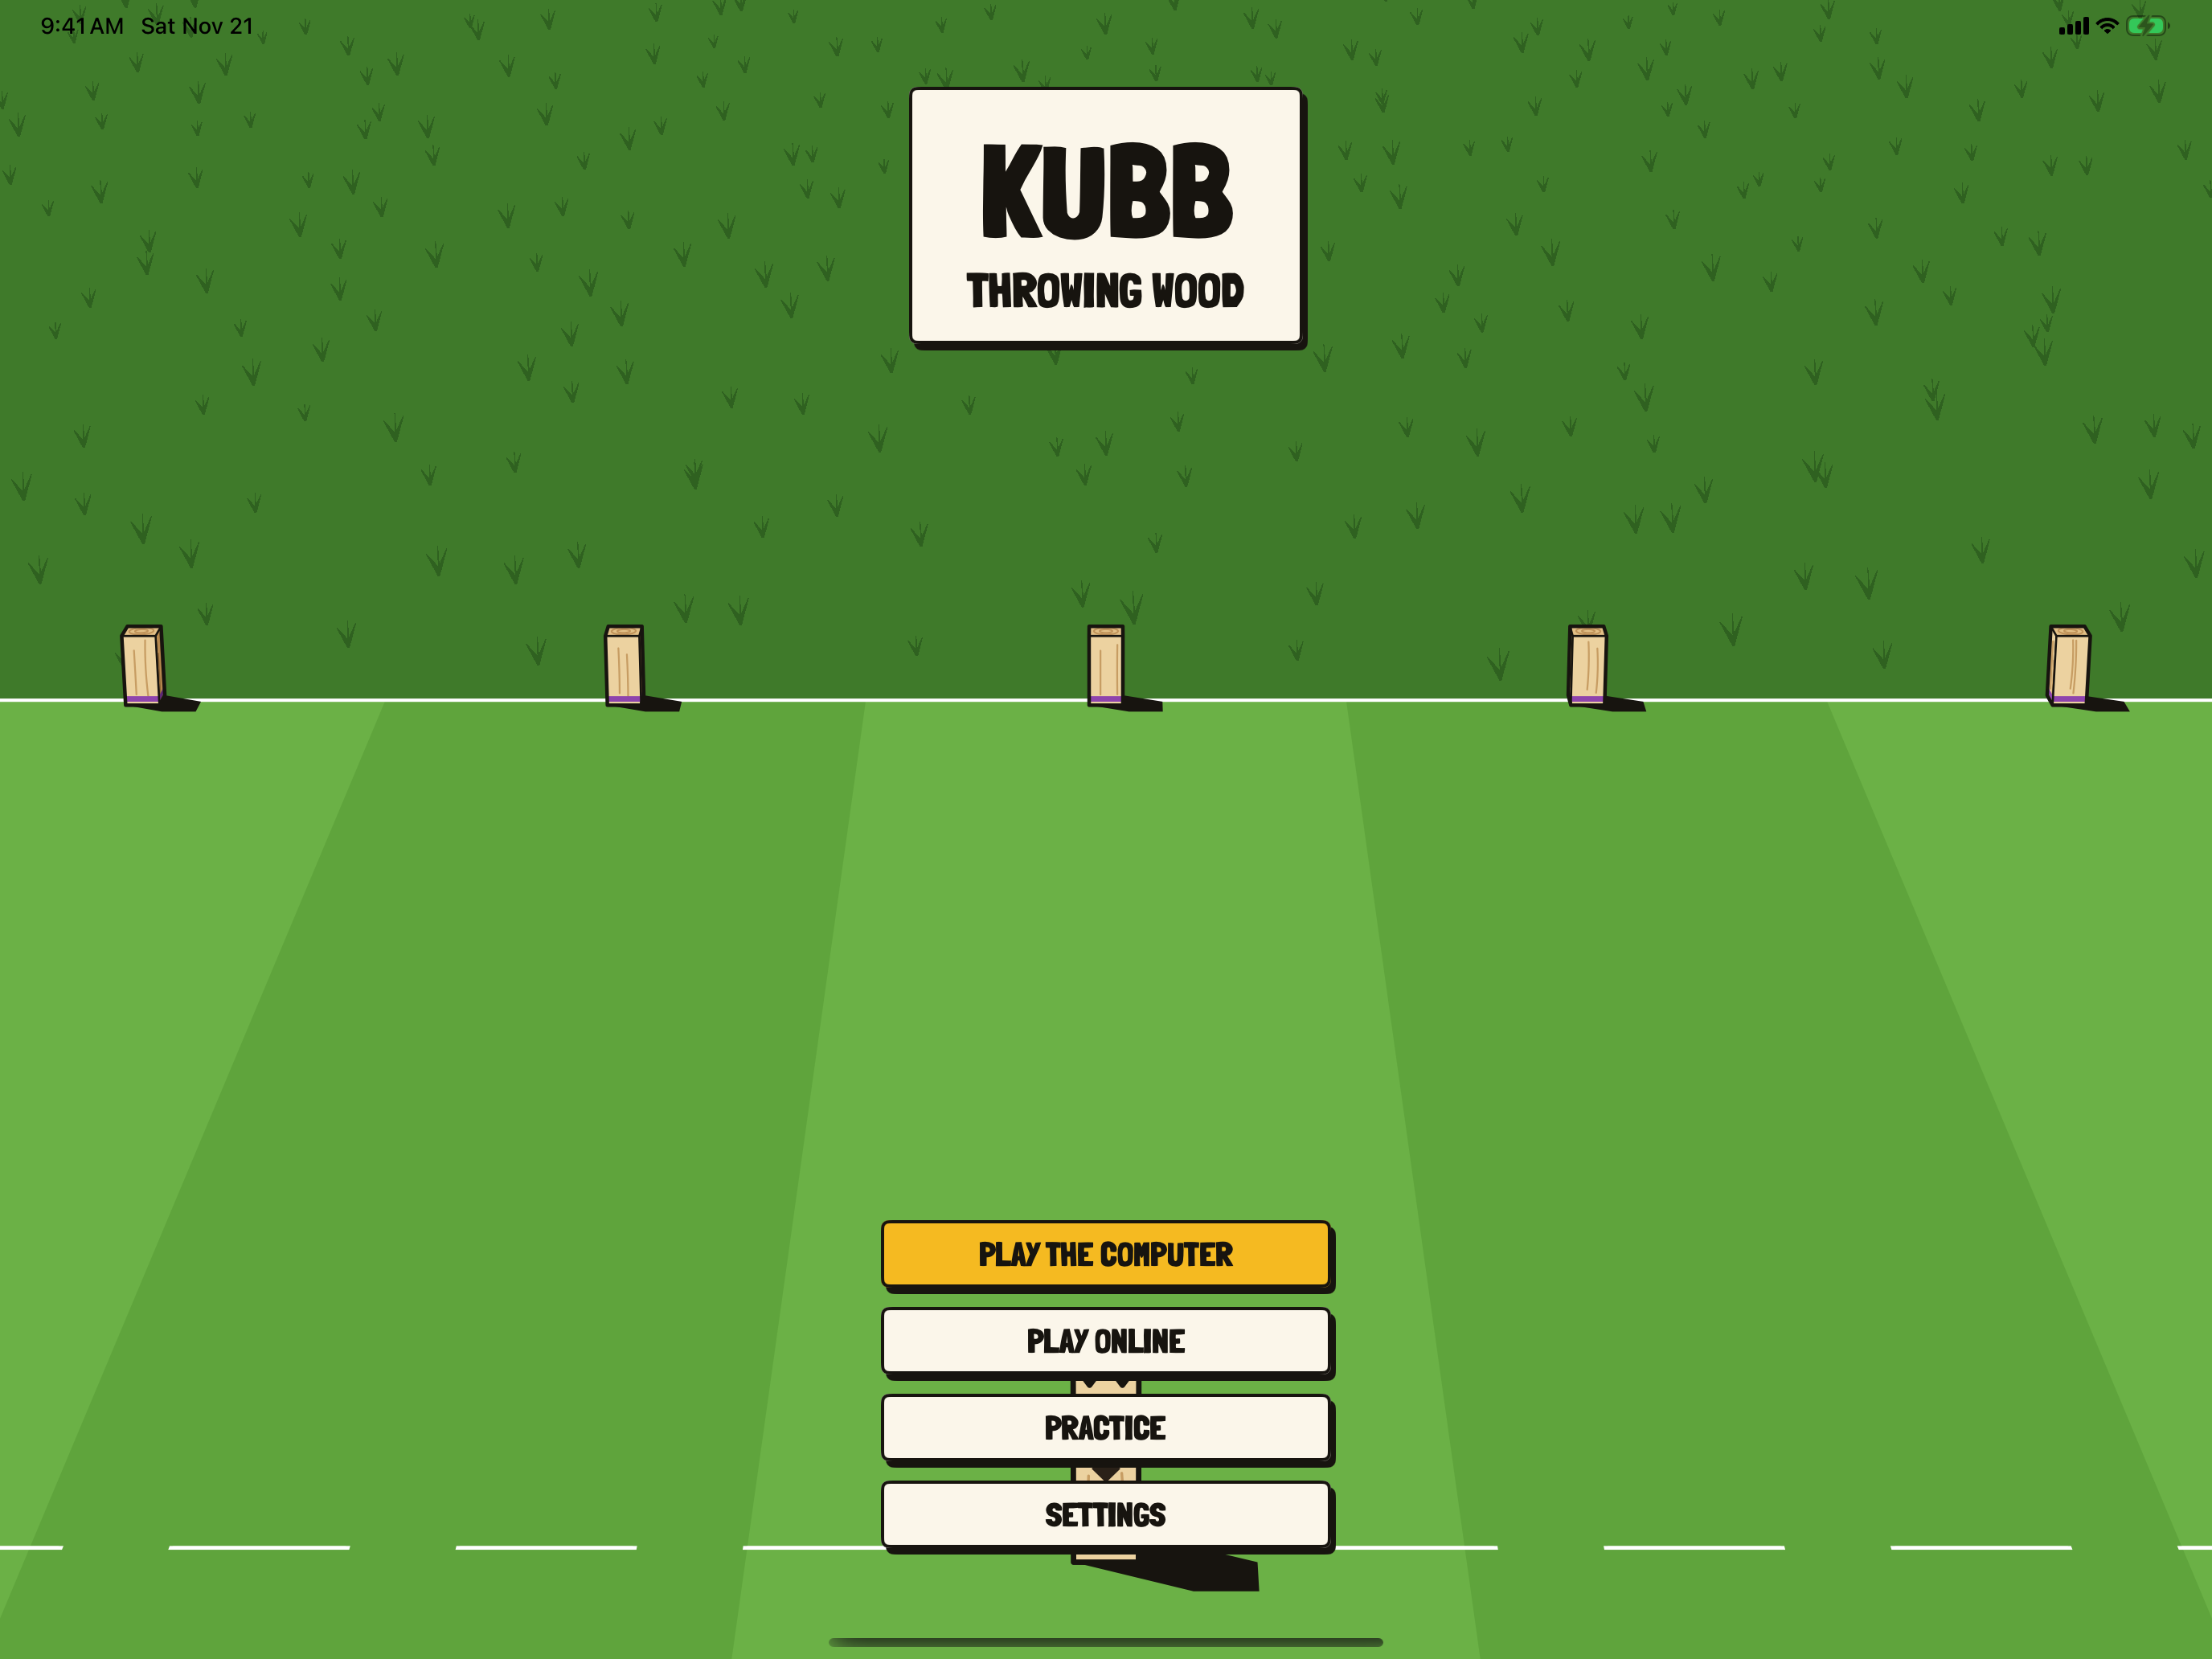 9:41 AM Sat Nov 21
KUBB
THROWING WOOD
PLAY THE COMPUTER
PLAY ONLINE
PRACTICE
SETTINGS